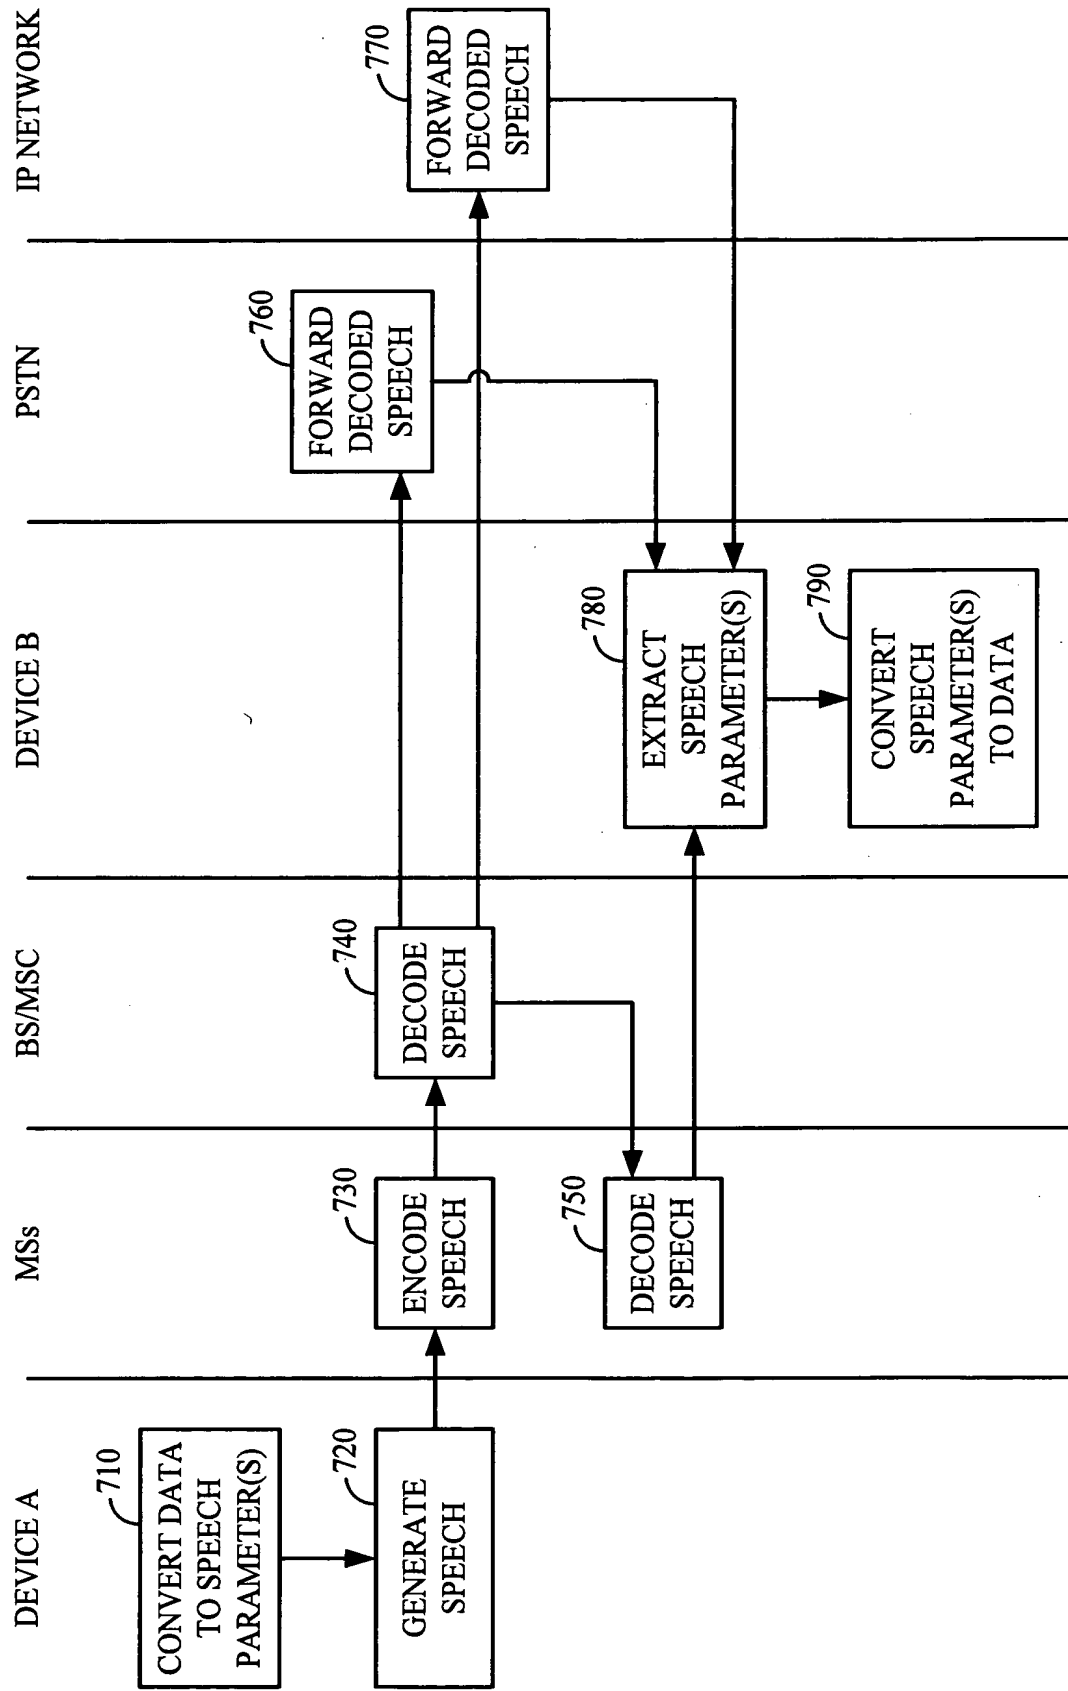 DEVICE A
MSs
BS/MSC
DEVICE B
PSTN
IP NETWORK
710
CONVERT DATA
TO SPEECH
PARAMETER(S)
720
GENERATE
SPEECH
730
ENCODE
SPEECH
740
DECODE
SPEECH
750
DECODE
SPEECH
760
FORWARD
DECODED
SPEECH
770
FORWARD
DECODED
SPEECH
780
EXTRACT
SPEECH
PARAMETER(S)
790
CONVERT
SPEECH
PARAMETER(S)
TO DATA